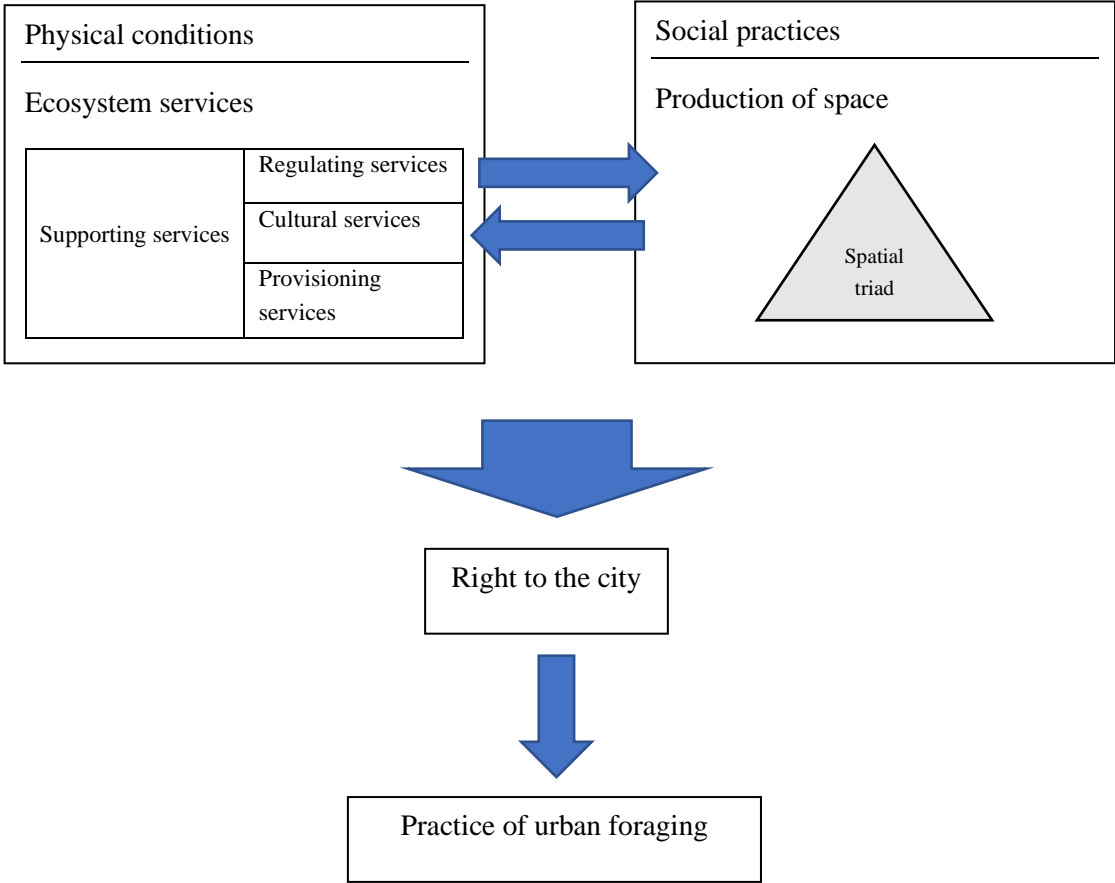 Physical conditions
Ecosystem services
Supporting services
Regulating services
Cultural services
Provisioning
services
Social practices
Production of space
Spatial
triad
Right to the city
Practice of urban foraging